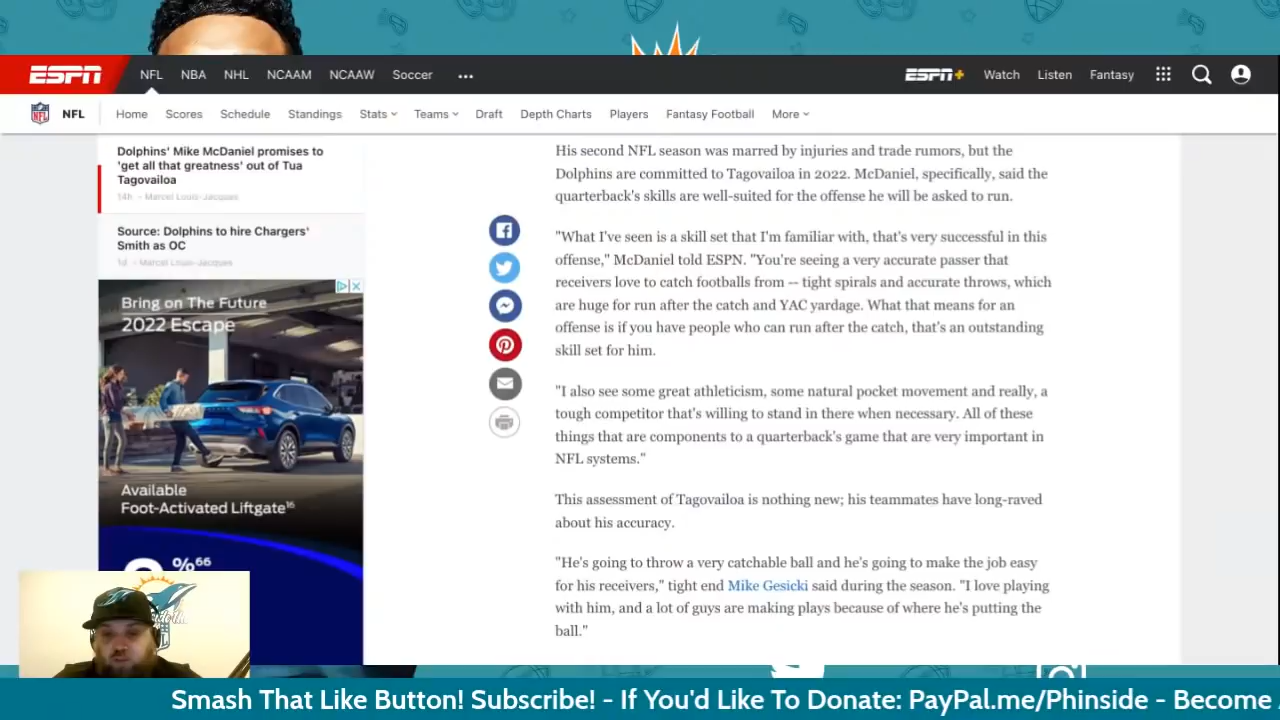 ESPN NFL NBA NHL NCAAM NCAAW Soccer ... ESPN+ Watch Listen Fantasy
NFL Home Scores Schedule Standings Stats Teams Draft Depth Charts Players Fantasy Football More
Dolphins' Mike McDaniel promises to
'get all that greatness' out of Tua
Tagovailoa
14h - Marcel Louis-Jacques
Source: Dolphins to hire Chargers'
Smith as OC
1d - Marcel Louis-Jacques
Bring on The Future
2022 Escape
Available
Foot-Activated Liftgate16
%66
His second NFL season was marred by injuries and trade rumors, but the
Dolphins are committed to Tagovailoa in 2022. McDaniel, specifically, said the
quarterback's skills are well-suited for the offense he will be asked to run.
"What I've seen is a skill set that I'm familiar with, that's very successful in this
offense," McDaniel told ESPN. "You're seeing a very accurate passer that
receivers love to catch footballs from -- tight spirals and accurate throws, which
are huge for run after the catch and YAC yardage. What that means for an
offense is if you have people who can run after the catch, that's an outstanding
skill set for him.
"I also see some great athleticism, some natural pocket movement and really, a
tough competitor that's willing to stand in there when necessary. All of these
things that are components to a quarterback's game that are very important in
NFL systems."
This assessment of Tagovailoa is nothing new; his teammates have long-raved
about his accuracy.
"He's going to throw a very catchable ball and he's going to make the job easy
for his receivers," tight end Mike Gesicki said during the season. "I love playing
with him, and a lot of guys are making plays because of where he's putting the
ball."
Smash That Like Button! Subscribe! - If You'd Like To Donate: PayPal.me/Phinside - Become